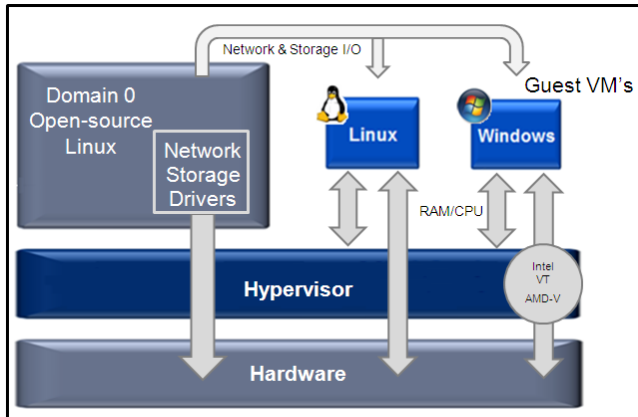 Network & Storage I/O
Guest VM's
Domain 0
Open-source
Linux
Network
Storage
Drivers
Linux
Windows
RAM/CPU
Intel
VT
AMD-V
Hypervisor
Hardware